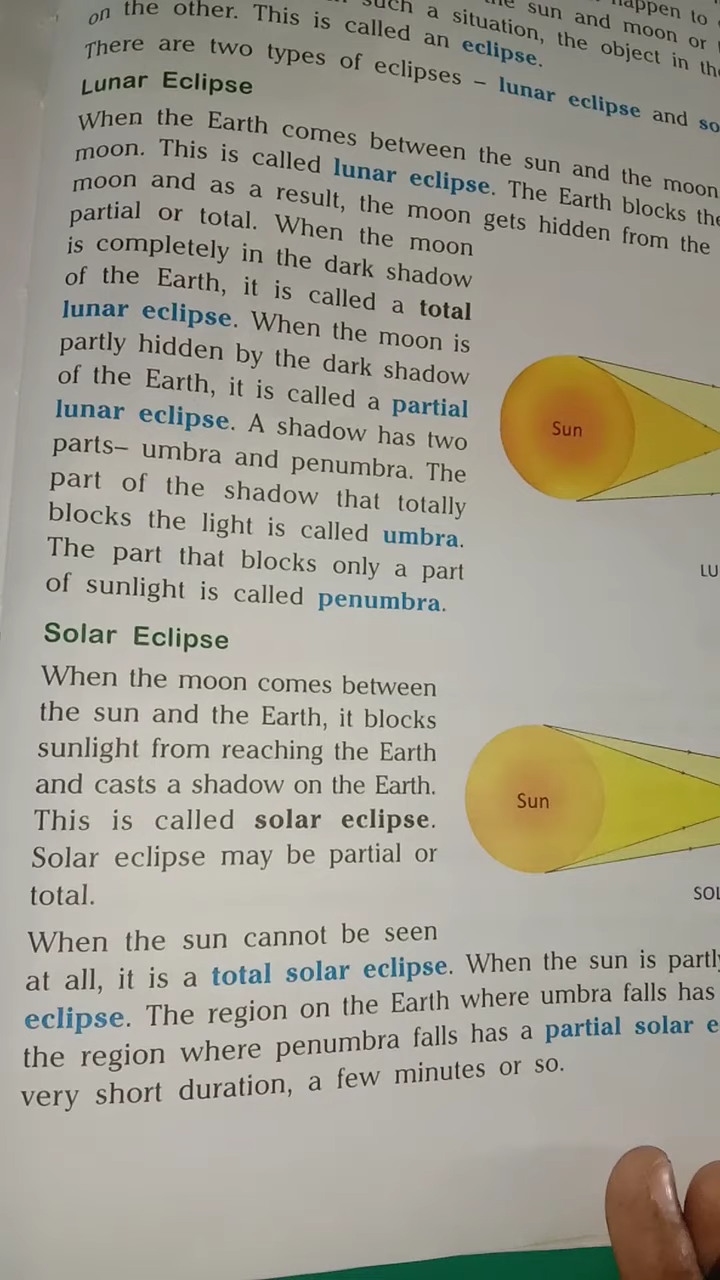 happen to
such a situation, the sun and moon or
on the other. This is called an eclipse. the object in the
There are two types of eclipses – lunar eclipse and so
Lunar Eclipse
When the Earth comes between the sun and the moon
moon. This is called lunar eclipse. The Earth blocks the
moon and as a result, the moon gets hidden from the
partial or total. When the moon
is completely in the dark shadow
of the Earth, it is called a total
lunar eclipse. When the moon is
partly hidden by the dark shadow
of the Earth, it is called a partial
lunar eclipse. A shadow has two
parts– umbra and penumbra. The
part of the shadow that totally
blocks the light is called umbra.
The part that blocks only a part
of sunlight is called penumbra.
Sun
LU
Solar Eclipse
When the moon comes between
the sun and the Earth, it blocks
sunlight from reaching the Earth
and casts a shadow on the Earth.
This is called solar eclipse.
Solar eclipse may be partial or
total.
Sun
SOL
When the sun cannot be seen
at all, it is a total solar eclipse. When the sun is partly
eclipse. The region on the Earth where umbra falls has
the region where penumbra falls has a partial solar e
very short duration, a few minutes or so.